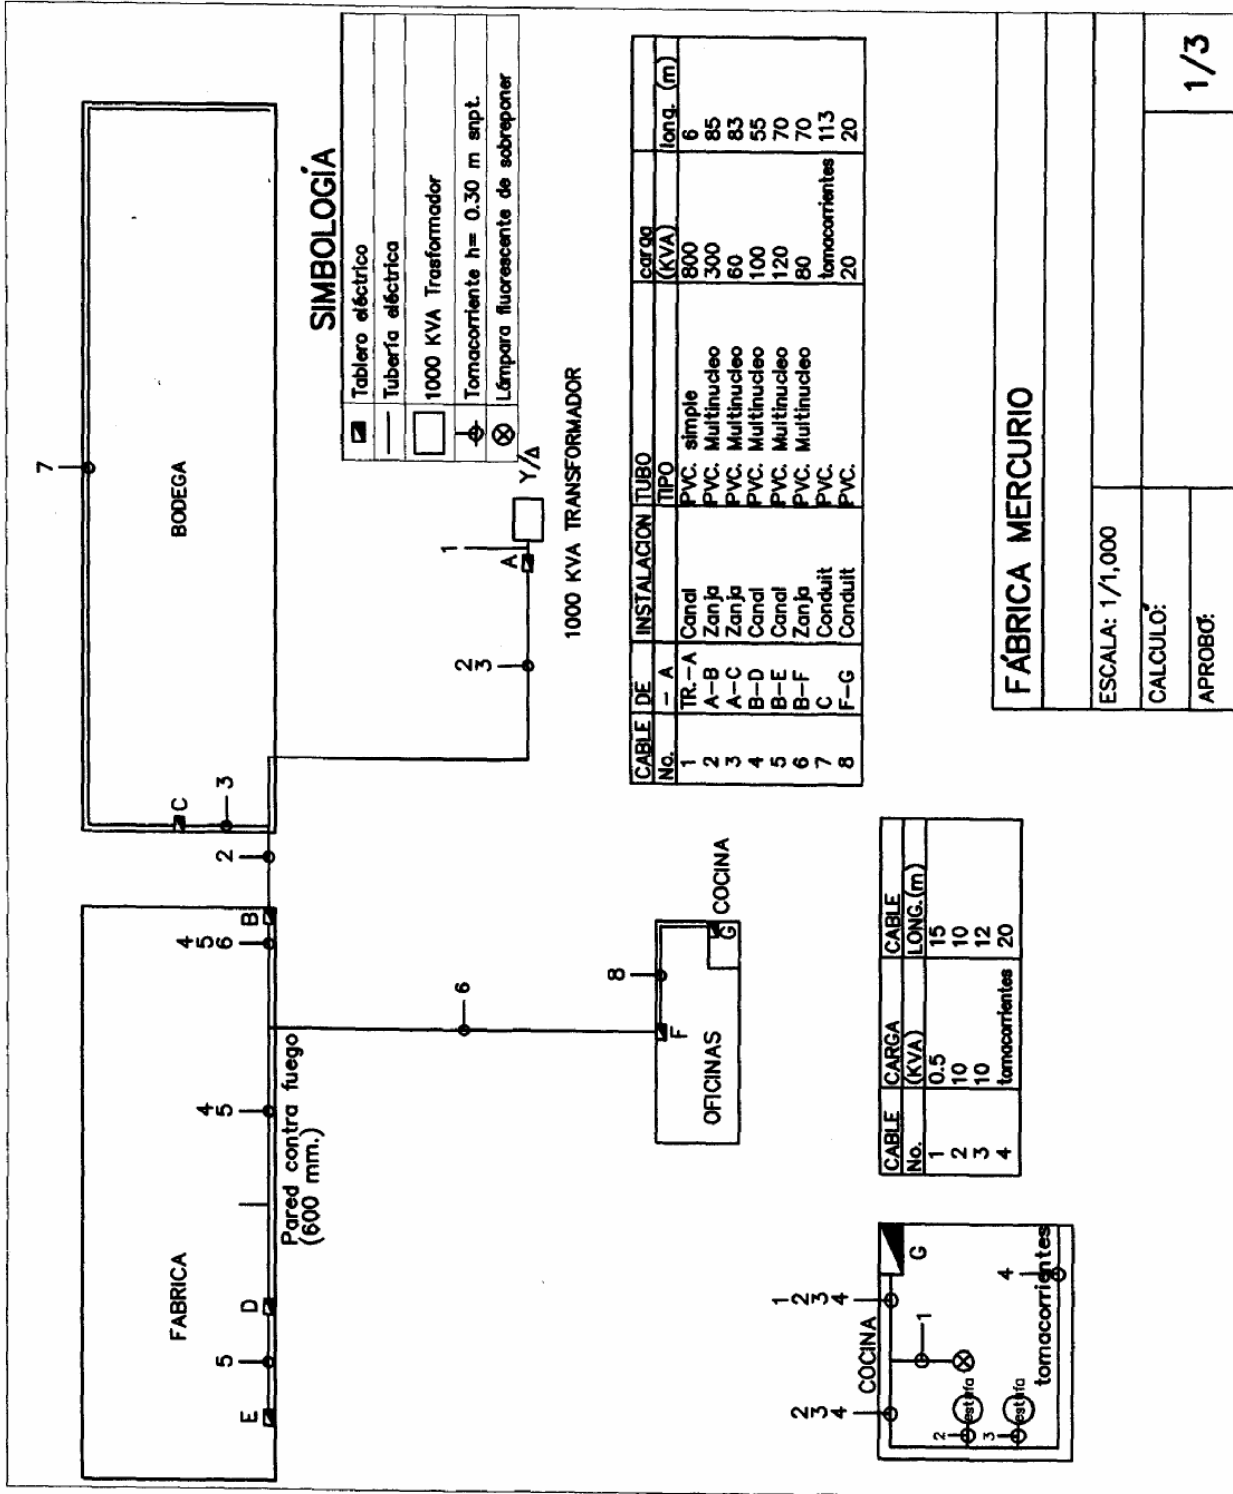 FABRICA
BODEGA
E
5
D
4
5
4
5
6
B
2
3
C
7
Pared contra fuego
(600 mm.)
6
8
F
OFICINAS
G
COCINA
2
3
A
1
Y/Δ
1000 KVA TRANSFORMADOR
SIMBOLOGÍA
Tablero eléctrico
Tubería eléctrica
1000 KVA Trasformador
Tomacorriente h= 0.30 m snpt.
Lámpara fluorescente de sobreponer
CABLE DE INSTALACION TUBO carga
No. - A TIPO (KVA) long. (m)
1 TR.-A Canal PVC. simple 800 6
2 A-B Zanja PVC. Multinucleo 300 85
3 A-C Zanja PVC. Multinucleo 60 83
4 B-D Canal PVC. Multinucleo 100 55
5 B-E Canal PVC. Multinucleo 120 70
6 B-F Zanja PVC. Multinucleo 80 70
7 C Conduit PVC. tomacorrientes 113
8 F-G Conduit PVC. 20 20
COCINA
2
3
4
1
2
3
4
G
1
2
estufa
3
estufa
4
tomacorrientes
CABLE CARGA CABLE
No. (KVA) LONG.(m)
1 0.5 15
2 10 10
3 10 12
4 tomacorrientes 20
FÁBRICA MERCURIO
ESCALA: 1/1,000
CALCULÓ:
APROBÓ:
1/3